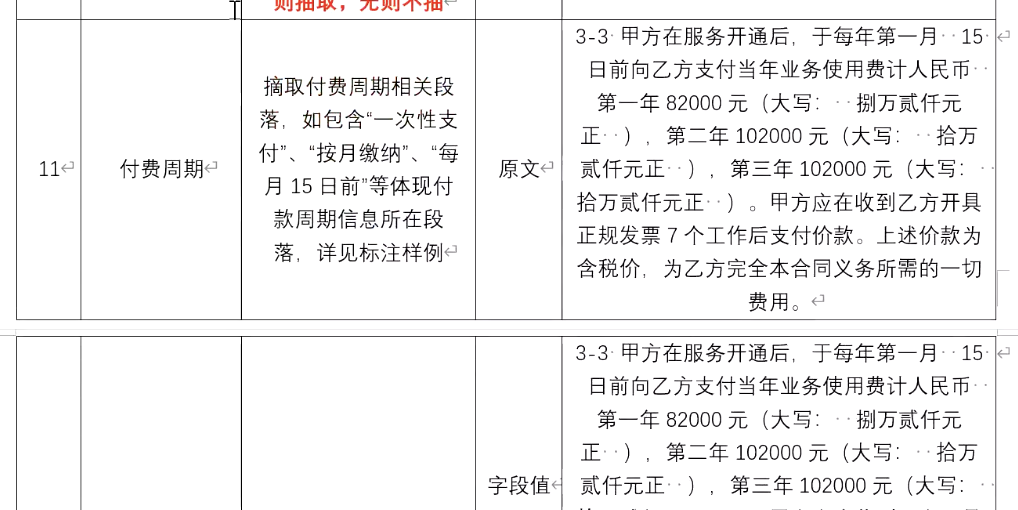 则抽取，无则不抽
11
付费周期
摘取付费周期相关段
落，如包含“一次性支
付”、“按月缴纳”、“每
月 15 日前”等体现付
款周期信息所在段
落，详见标注样例
原文
3-3 甲方在服务开通后，于每年第一月 15
日前向乙方支付当年业务使用费计人民币
第一年 82000 元（大写： 捌万贰仟元
正 ），第二年 102000 元（大写： 拾万
贰仟元正 ），第三年 102000 元（大写：
拾万贰仟元正 ）。甲方应在收到乙方开具
正规发票 7 个工作后支付价款。上述价款为
含税价，为乙方完全本合同义务所需的一切
费用。
字段值
3-3 甲方在服务开通后，于每年第一月 15
日前向乙方支付当年业务使用费计人民币
第一年 82000 元（大写： 捌万贰仟元
正 ），第二年 102000 元（大写： 拾万
贰仟元正 ），第三年 102000 元（大写：